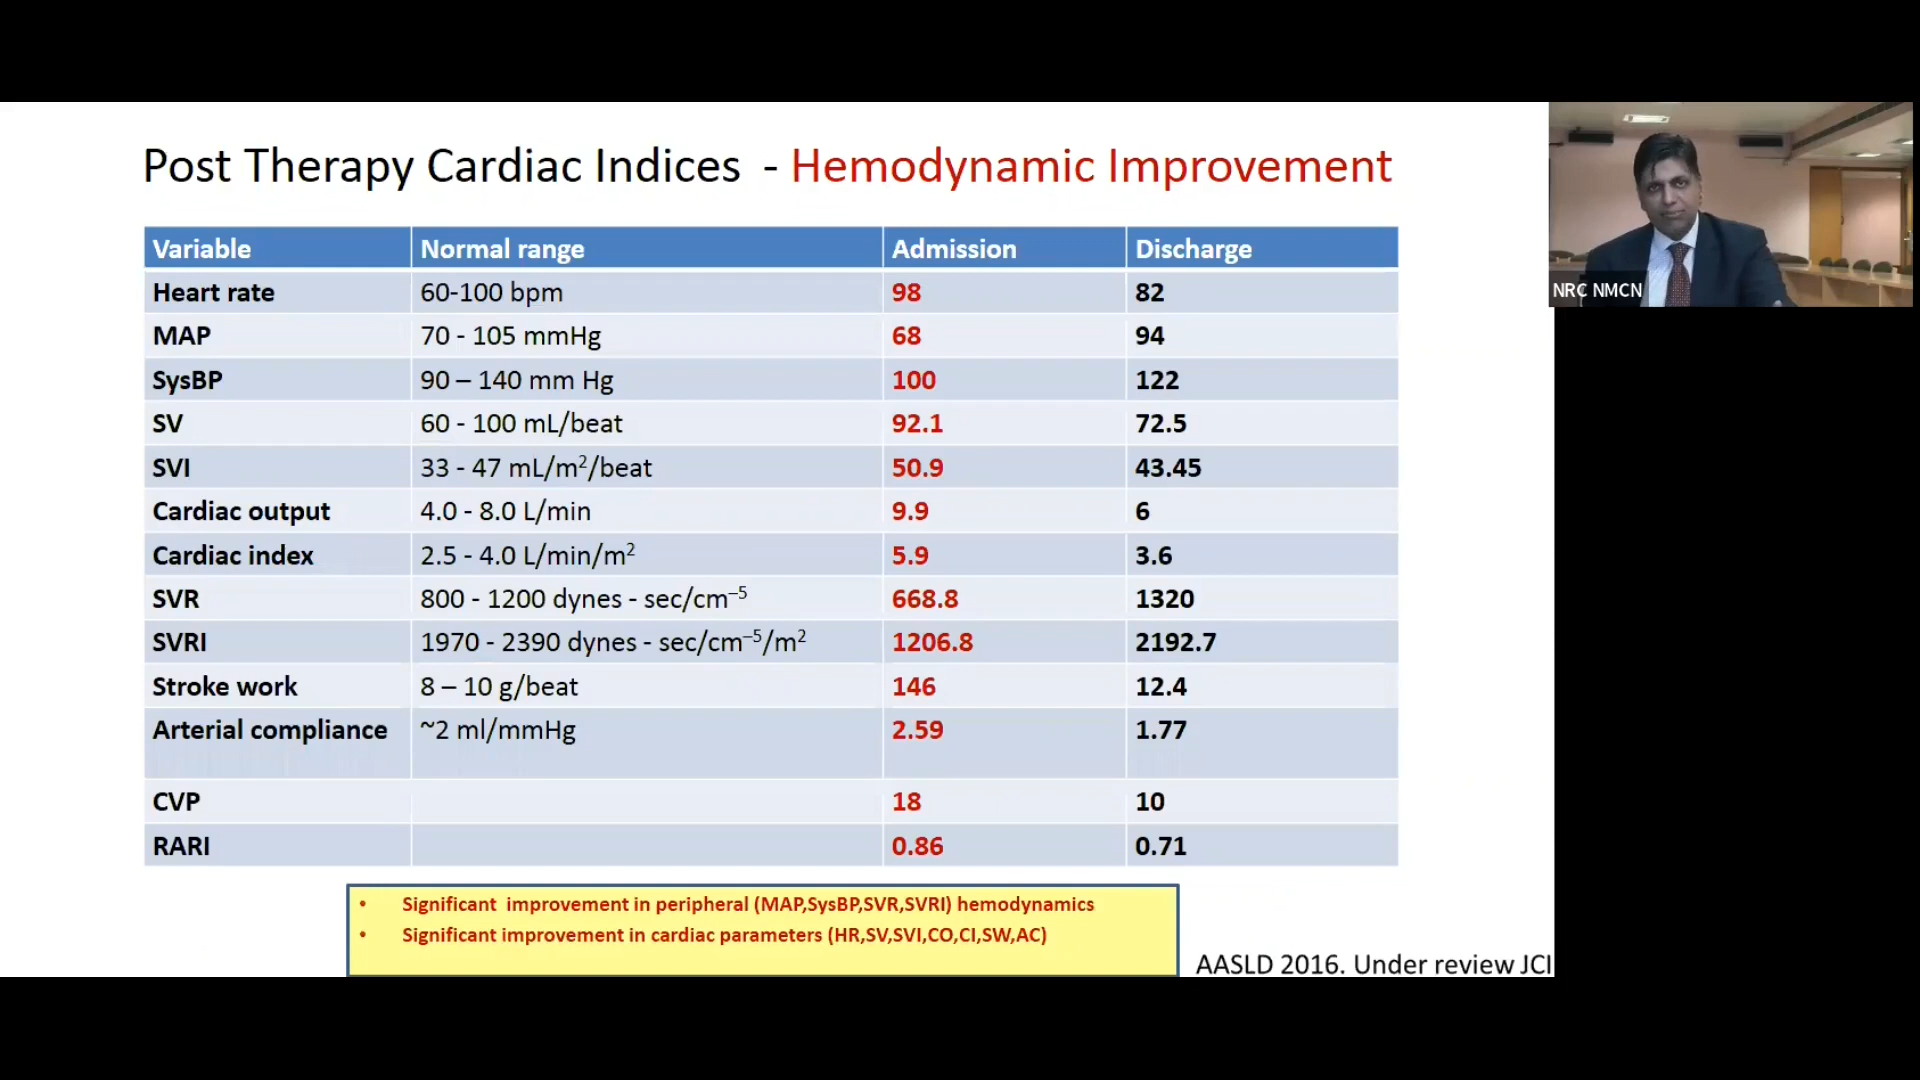 Post Therapy Cardiac Indices - Hemodynamic Improvement
Variable Normal range Admission Discharge
Heart rate 60-100 bpm 98 82
MAP 70 - 105 mmHg 68 94
SysBP 90 – 140 mm Hg 100 122
SV 60 - 100 mL/beat 92.1 72.5
SVI 33 - 47 mL/m²/beat 50.9 43.45
Cardiac output 4.0 - 8.0 L/min 9.9 6
Cardiac index 2.5 - 4.0 L/min/m² 5.9 3.6
SVR 800 - 1200 dynes - sec/cm⁻⁵ 668.8 1320
SVRI 1970 - 2390 dynes - sec/cm⁻⁵/m² 1206.8 2192.7
Stroke work 8 – 10 g/beat 146 12.4
Arterial compliance ~2 ml/mmHg 2.59 1.77
CVP 18 10
RARI 0.86 0.71
• Significant improvement in peripheral (MAP,SysBP,SVR,SVRI) hemodynamics
• Significant improvement in cardiac parameters (HR,SV,SVI,CO,CI,SW,AC)
AASLD 2016. Under review JCI
NRC NMCN